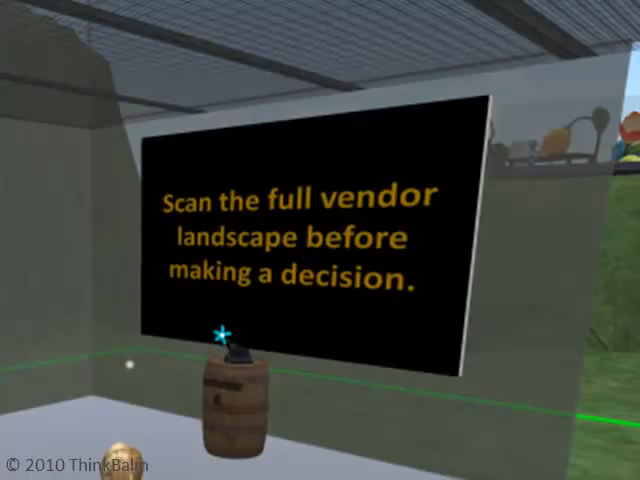 Scan the full vendor
landscape before
making a decision.
© 2010 ThinkBalm